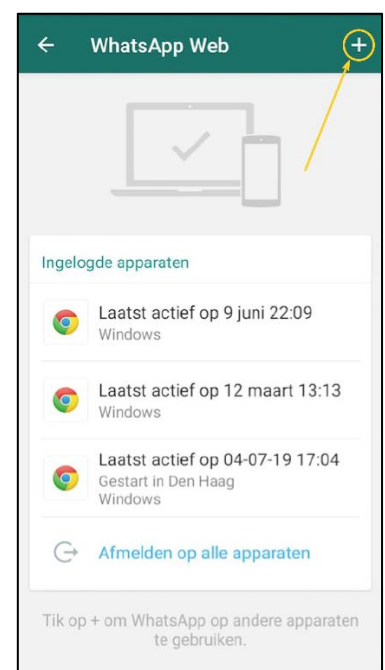 WhatsApp Web
Ingelogde apparaten
Laatst actief op 9 juni 22:09
Windows
Laatst actief op 12 maart 13:13
Windows
Laatst actief op 04-07-19 17:04
Gestart in Den Haag
Windows
Afmelden op alle apparaten
Tik op + om WhatsApp op andere apparaten
te gebruiken.